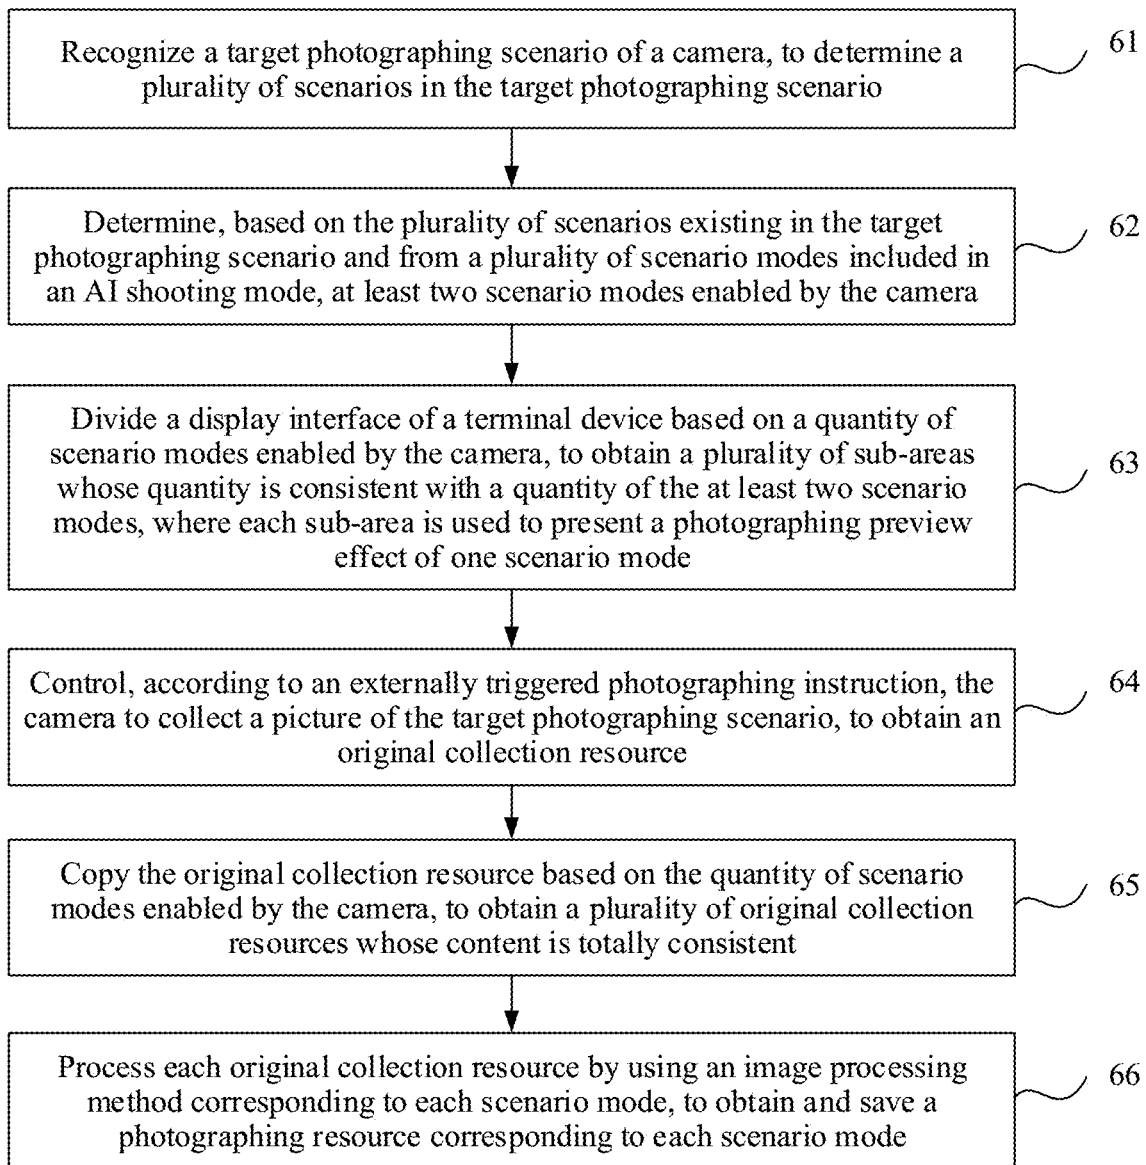 Recognize a target photographing scenario of a camera, to determine a
plurality of scenarios in the target photographing scenario
61
Determine, based on the plurality of scenarios existing in the target
photographing scenario and from a plurality of scenario modes included in
an AI shooting mode, at least two scenario modes enabled by the camera
62
Divide a display interface of a terminal device based on a quantity of
scenario modes enabled by the camera, to obtain a plurality of sub-areas
whose quantity is consistent with a quantity of the at least two scenario
modes, where each sub-area is used to present a photographing preview
effect of one scenario mode
63
Control, according to an externally triggered photographing instruction, the
camera to collect a picture of the target photographing scenario, to obtain an
original collection resource
64
Copy the original collection resource based on the quantity of scenario
modes enabled by the camera, to obtain a plurality of original collection
resources whose content is totally consistent
65
Process each original collection resource by using an image processing
method corresponding to each scenario mode, to obtain and save a
photographing resource corresponding to each scenario mode
66